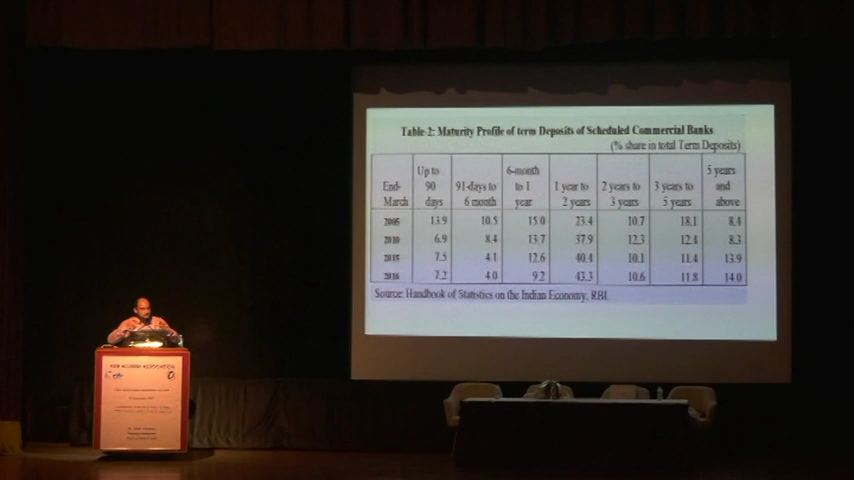 Table-2: Maturity Profile of term Deposits of Scheduled Commercial Banks
(% share in total Term Deposits)
End-March Up to 90 days 91-days to 6 month 6-month to 1 year 1 year to 2 years 2 years to 3 years 3 years to 5 years 5 years and above
2005 13.9 10.5 15.0 23.4 10.7 18.1 8.4
2010 6.9 8.4 13.7 37.9 12.3 12.4 8.3
2015 7.5 4.1 12.6 40.4 10.1 11.4 13.9
2016 7.2 4.0 9.2 43.3 10.6 11.8 14.0
Source: Handbook of Statistics on the Indian Economy, RBI.